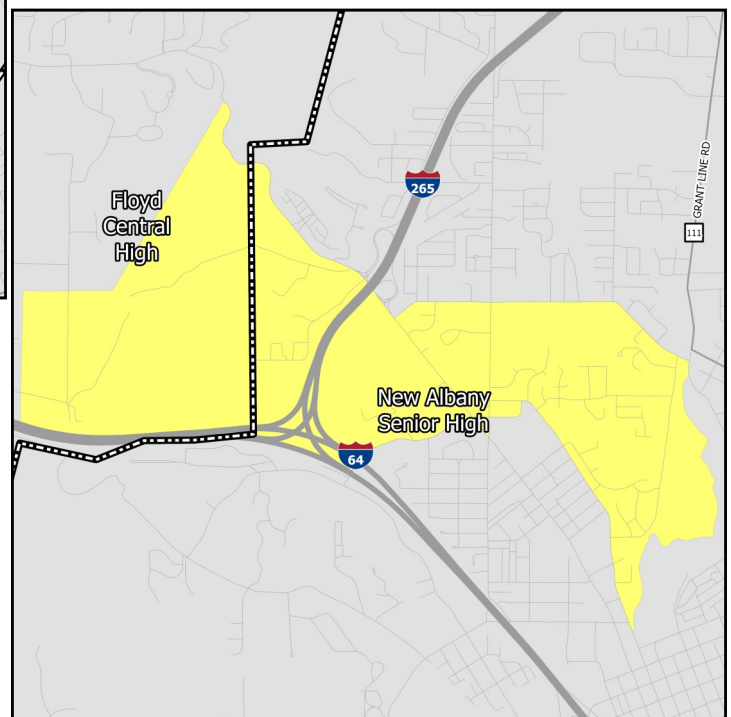 Floyd
Central
High
265
GRANT LINE RD
111
New Albany
Senior High
64